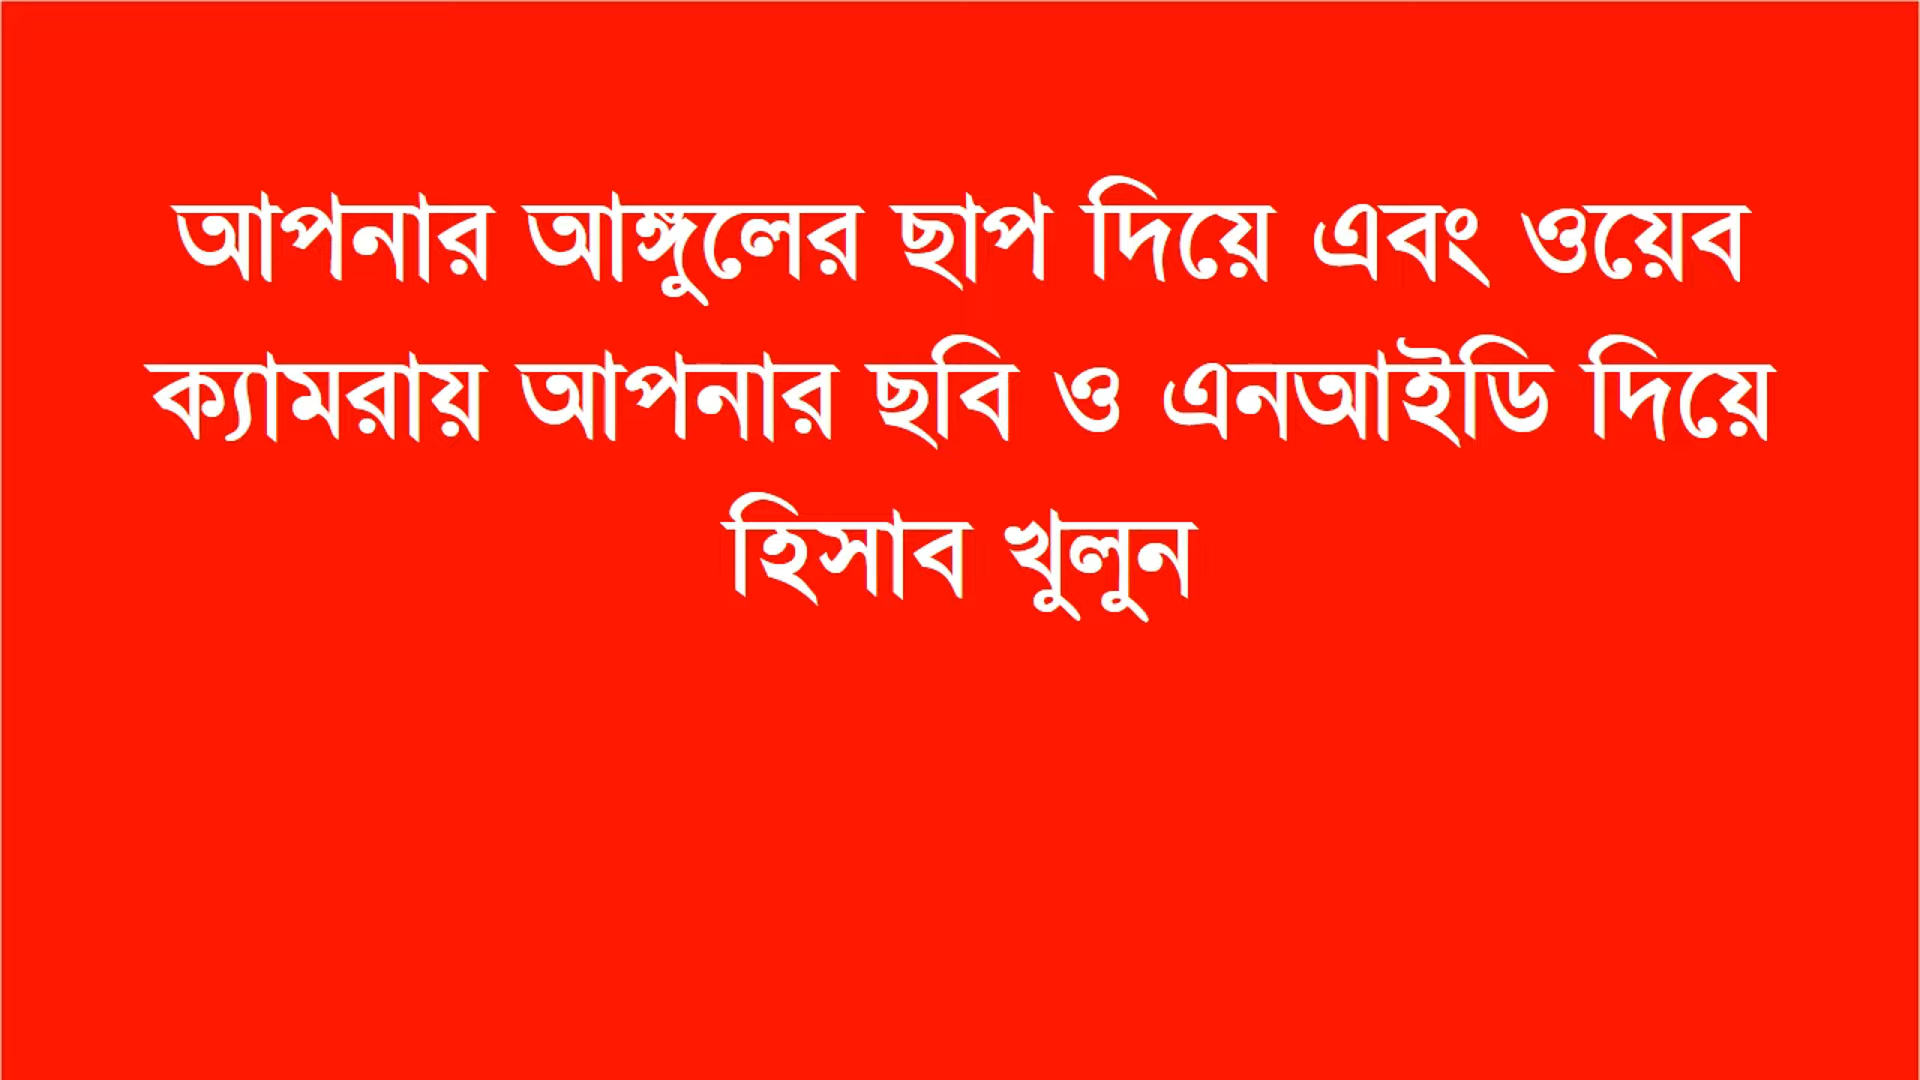 আপনার আঙ্গুলের ছাপ দিয়ে এবং ওয়েব
ক্যামরায় আপনার ছবি ও এনআইডি দিয়ে
হিসাব খুলুন